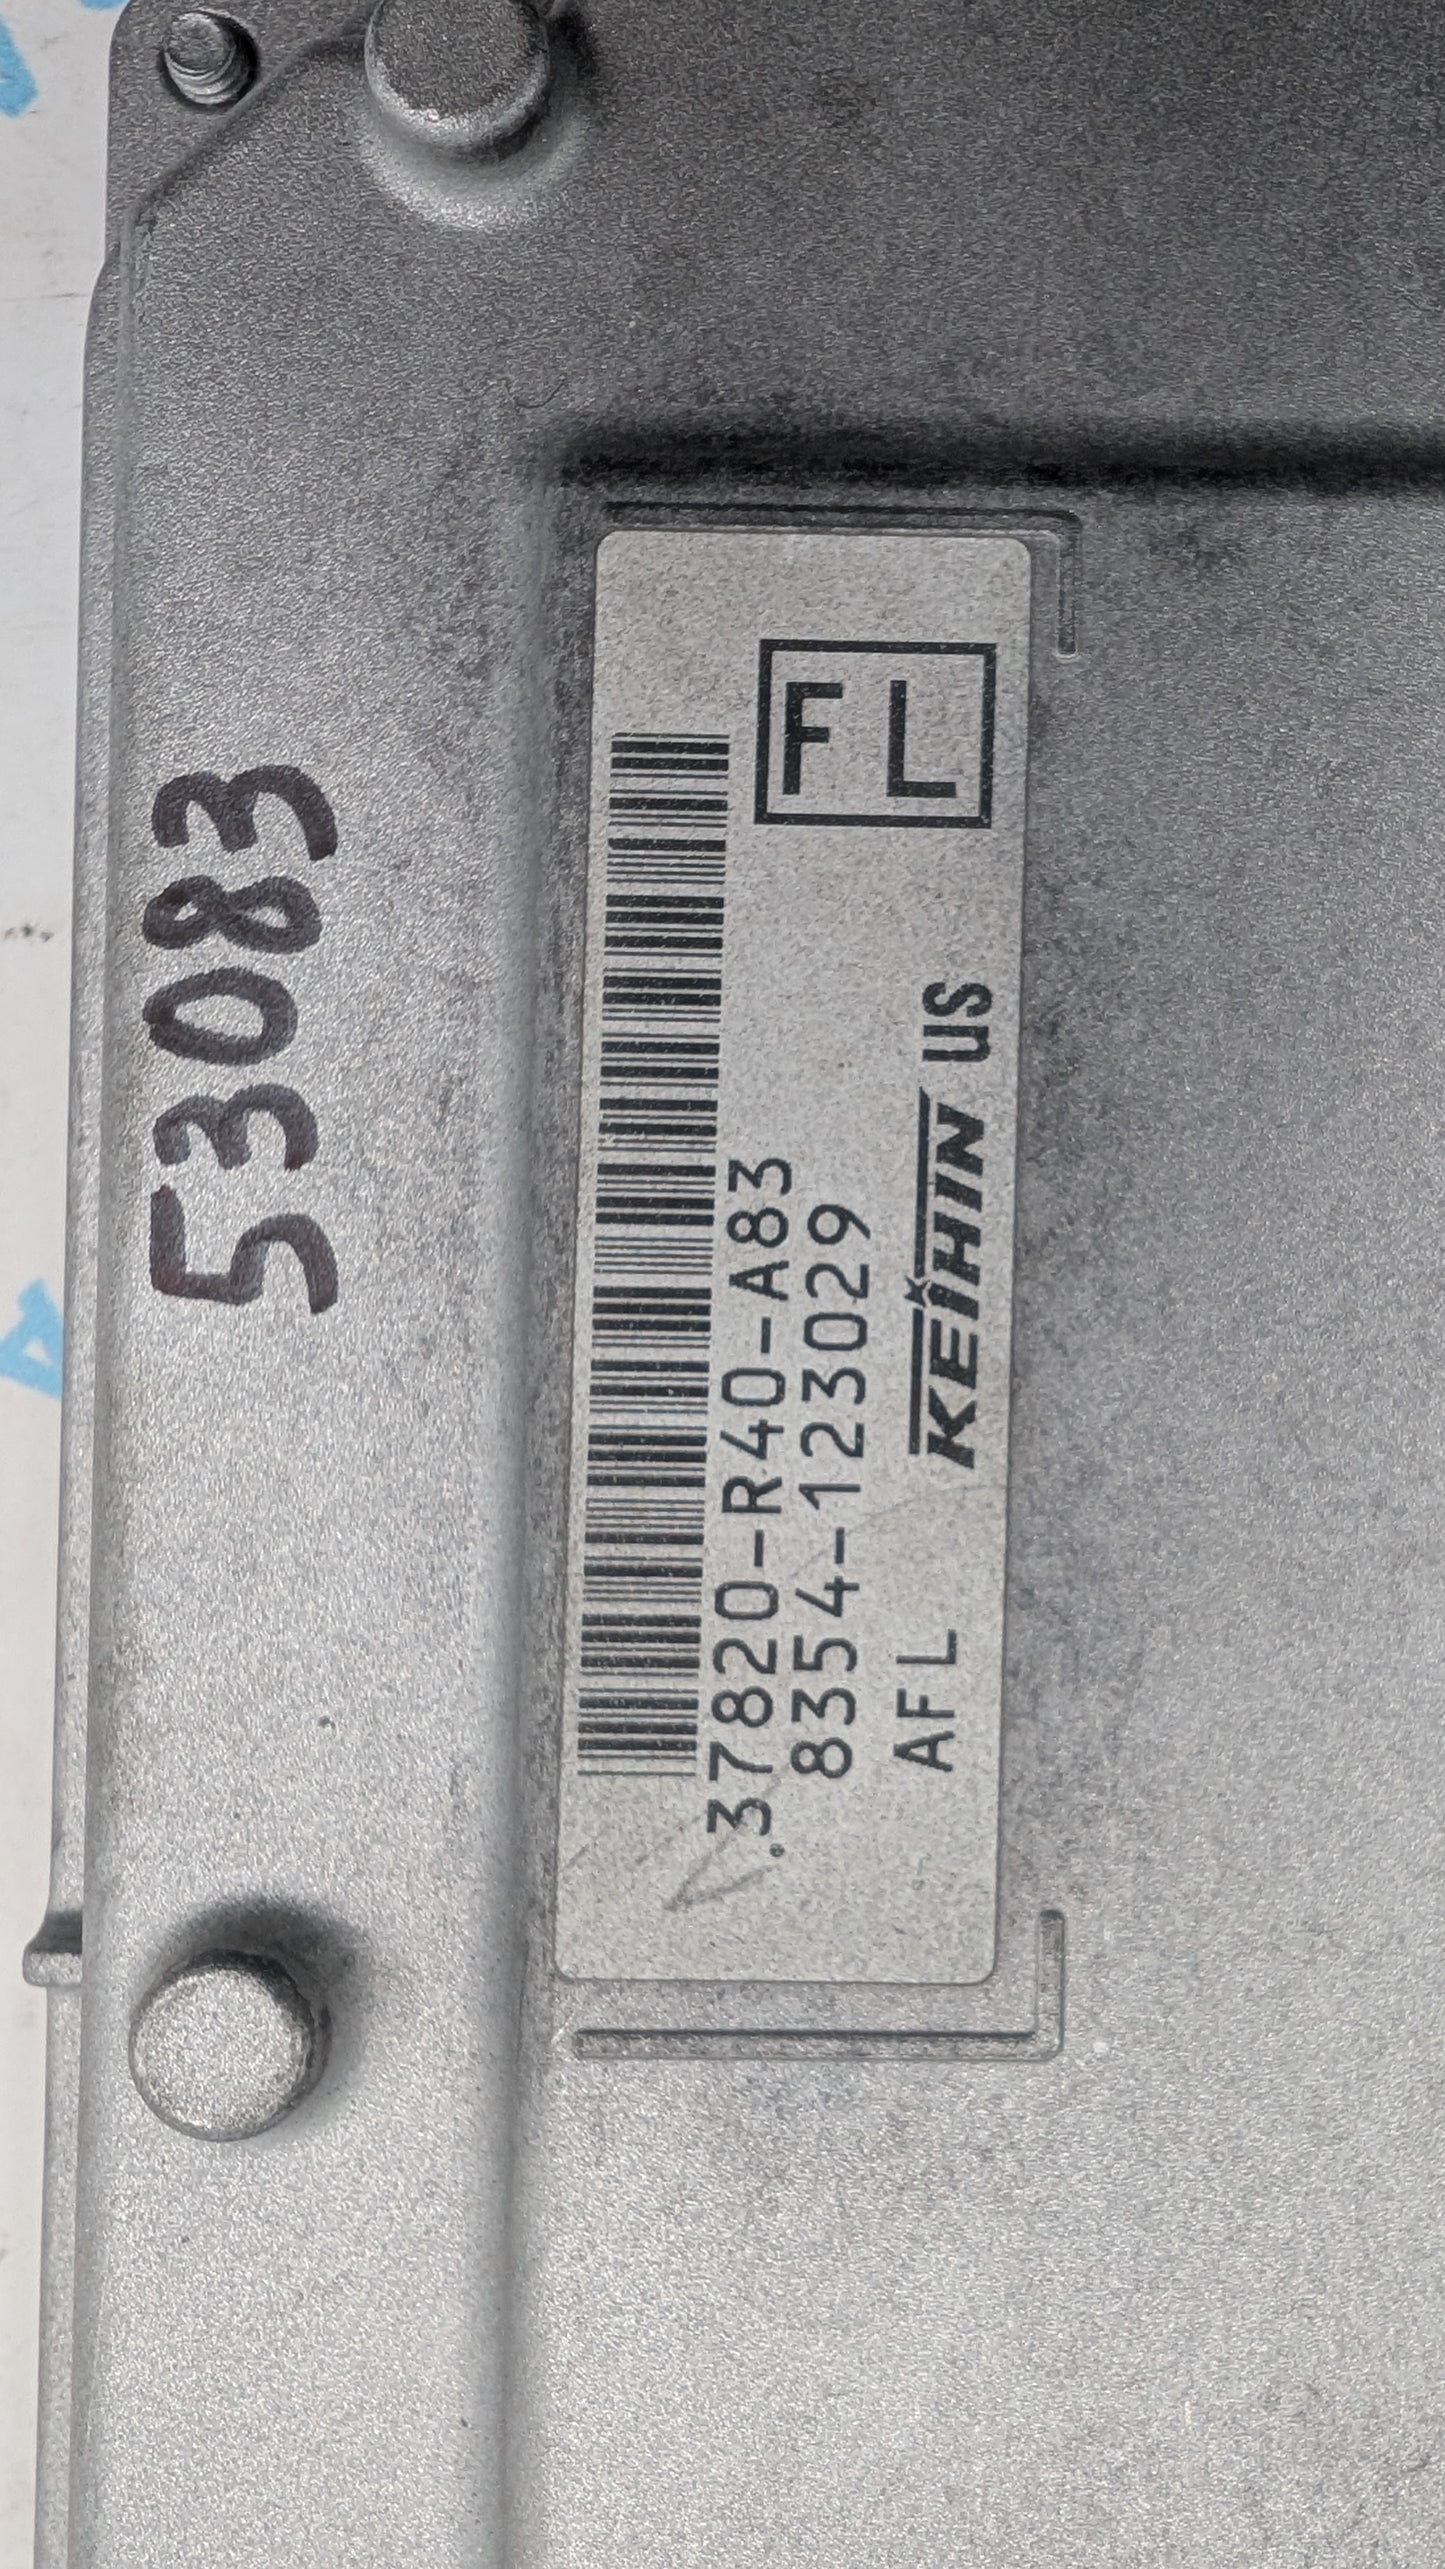 53083
37820-R40-A83
8354-123029
AFL
KEIHIN US
FL